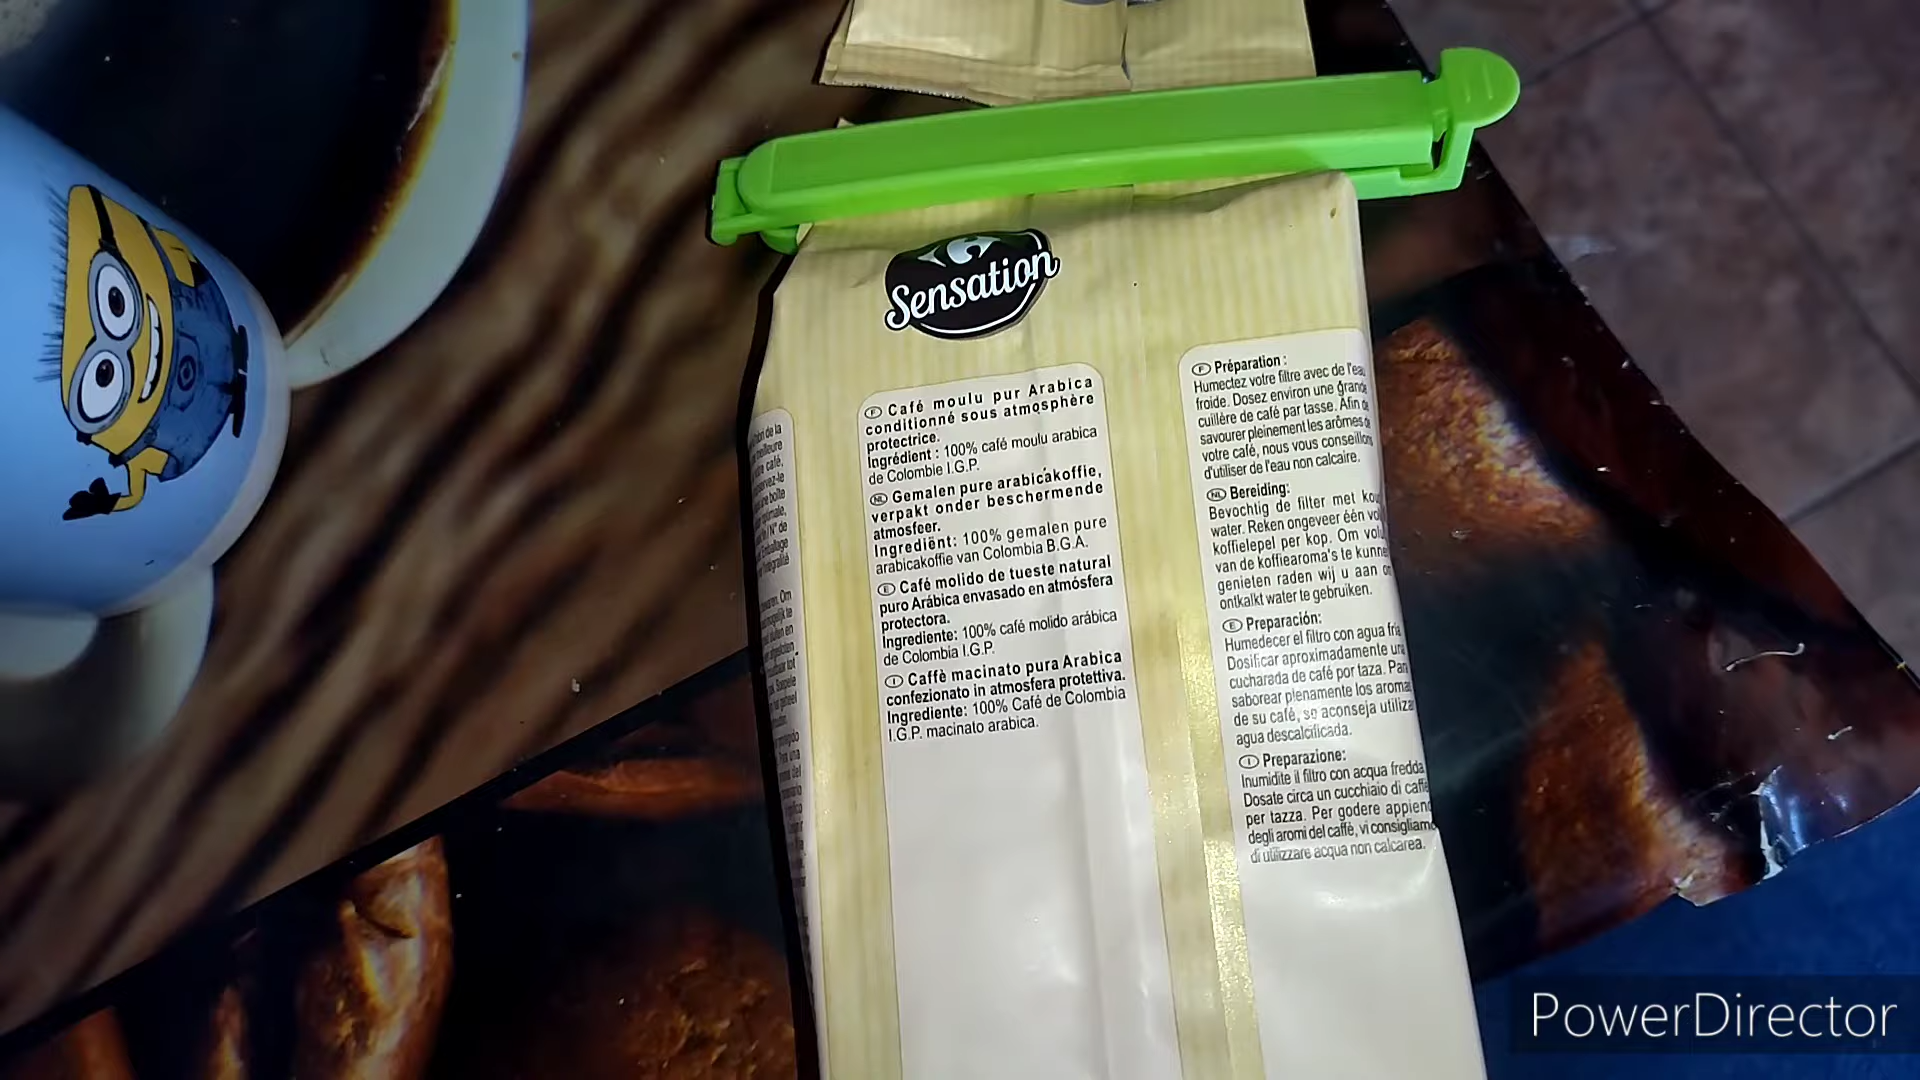 Sensation
F Café moulu pur Arabica
conditionné sous atmosphère
protectrice.
Ingrédient : 100% café moulu arabica
de Colombie I.G.P.
NL Gemalen pure arabicakoffie,
verpakt onder beschermende
atmosfeer.
Ingrediënt: 100% gemalen pure
arabicakoffie van Colombia B.G.A.
E Café molido de tueste natural
puro Arábica envasado en atmósfera
protectora.
Ingrediente: 100% café molido arábica
de Colombia I.G.P.
I Caffè macinato pura Arabica
confezionato in atmosfera protettiva.
Ingrediente: 100% Café de Colombia
I.G.P. macinato arabica.
F Préparation :
Humectez votre filtre avec de l'eau
froide. Dosez environ une grande
cuillère de café par tasse. Afin de
savourer pleinement les arômes de
votre café, nous vous conseillons
d'utiliser de l'eau non calcaire.
NL Bereiding:
Bevochtig de filter met kou
water. Reken ongeveer één vol
koffielepel per kop. Om volu
van de koffiearoma's te kunne
genieten raden wij u aan on
ontkalkt water te gebruiken.
E Preparación:
Humedecer el filtro con agua fría
Dosificar aproximadamente una
cucharada de café por taza. Para
saborear plenamente los aromas
de su café, se aconseja utilizar
agua descalcificada.
I Preparazione:
Inumidite il filtro con acqua fredda
Dosate circa un cucchiaio di caffè
per tazza. Per godere appieno
degli aromi del caffè, vi consigliamo
di utilizzare acqua non calcarea.
PowerDirector